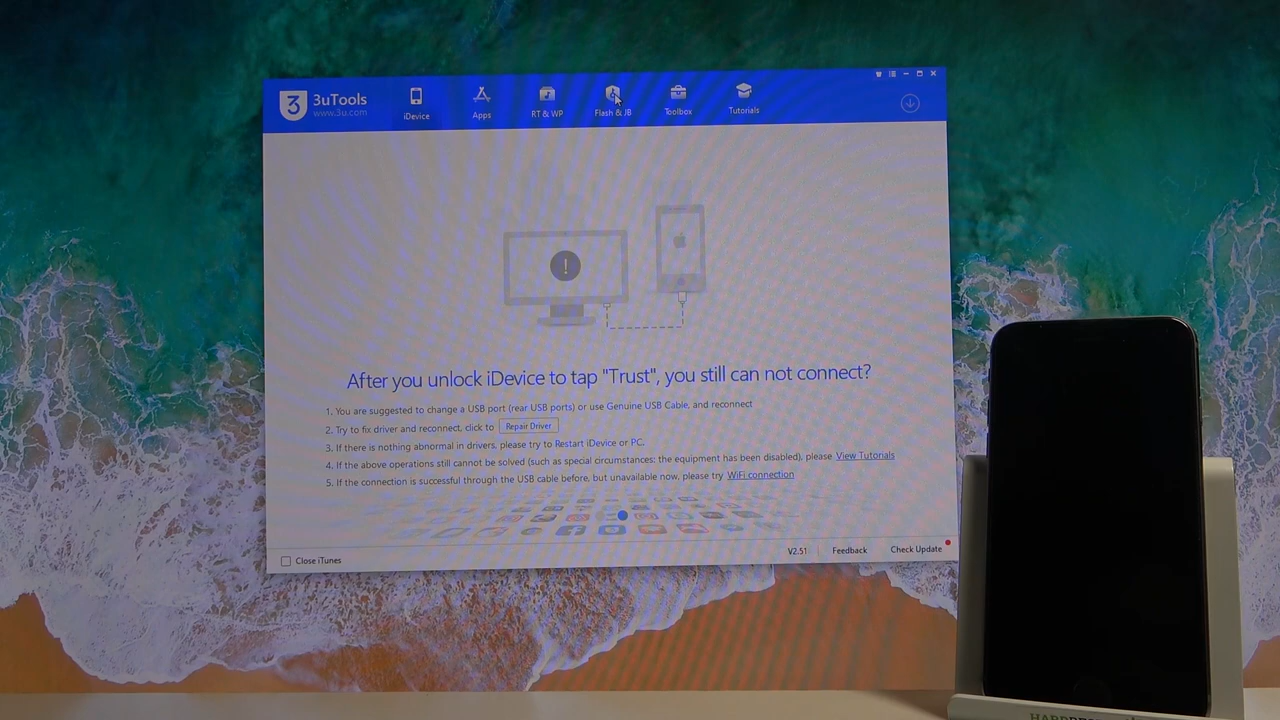 3 3uTools
www.3u.com
iDevice
Apps
RT & WP
Flash & JB
Toolbox
Tutorials
After you unlock iDevice to tap "Trust", you still can not connect?
1. You are suggested to change a USB port (rear USB ports) or use Genuine USB Cable, and reconnect
2. Try to fix driver and reconnect, click to Repair Driver
3. If there is nothing abnormal in drivers, please try to Restart iDevice or PC.
4. If the above operations still cannot be solved (such as special circumstances: the equipment has been disabled), please View Tutorials
5. If the connection is successful through the USB cable before, but unavailable now, please try WiFi connection
Close iTunes
V2.51
Feedback
Check Update